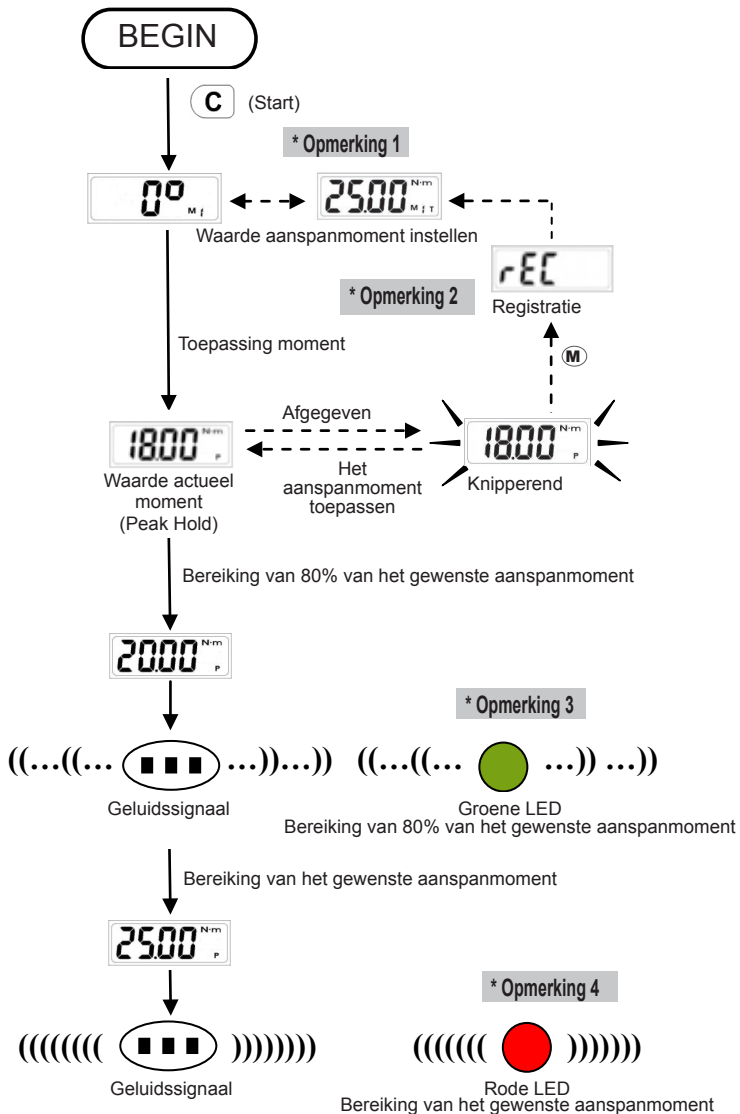 BEGIN
C (Start)
* Opmerking 1
0° M 1
25.00 N·m M 1 T
Waarde aanspanmoment instellen
rEC
* Opmerking 2
Registratie
M
Toepassing moment
18.00 N·m P
Afgegeven
18.00 N·m P
Waarde actueel
moment
(Peak Hold)
Het
aanspanmoment
toepassen
Knipperend
Bereiking van 80% van het gewenste aanspanmoment
20.00 N·m P
* Opmerking 3
((...((... ■ ■ ■ ...))...)) ((...((... ...)) ...))
Geluidssignaal
Groene LED
Bereiking van 80% van het gewenste aanspanmoment
Bereiking van het gewenste aanspanmoment
25.00 N·m P
* Opmerking 4
(((((((( ■ ■ ■ )))))))) ((((((( )))))))
Geluidssignaal
Rode LED
Bereiking van het gewenste aanspanmoment